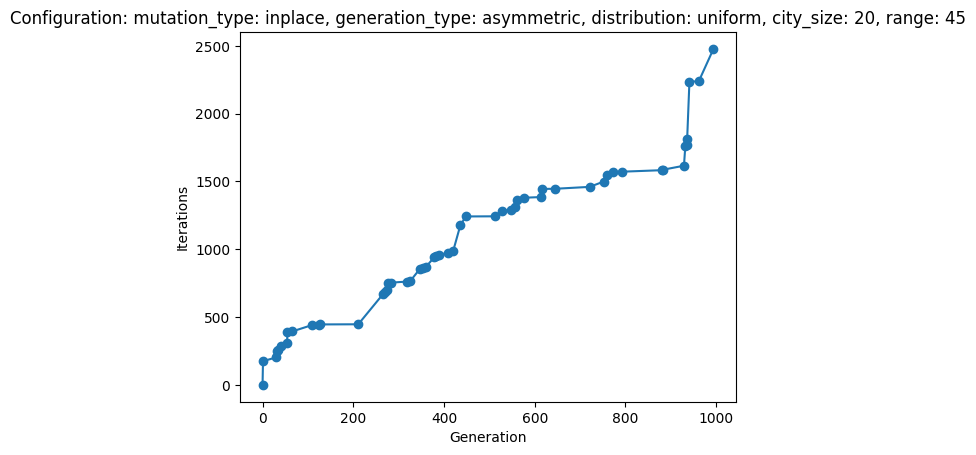 Configuration: mutation_type: inplace, generation_type: asymmetric, distribution: uniform, city_size: 20, range: 45
2500
2000
1500
1000
500
0
Iterations
0 200 400 600 800 1000
Generation